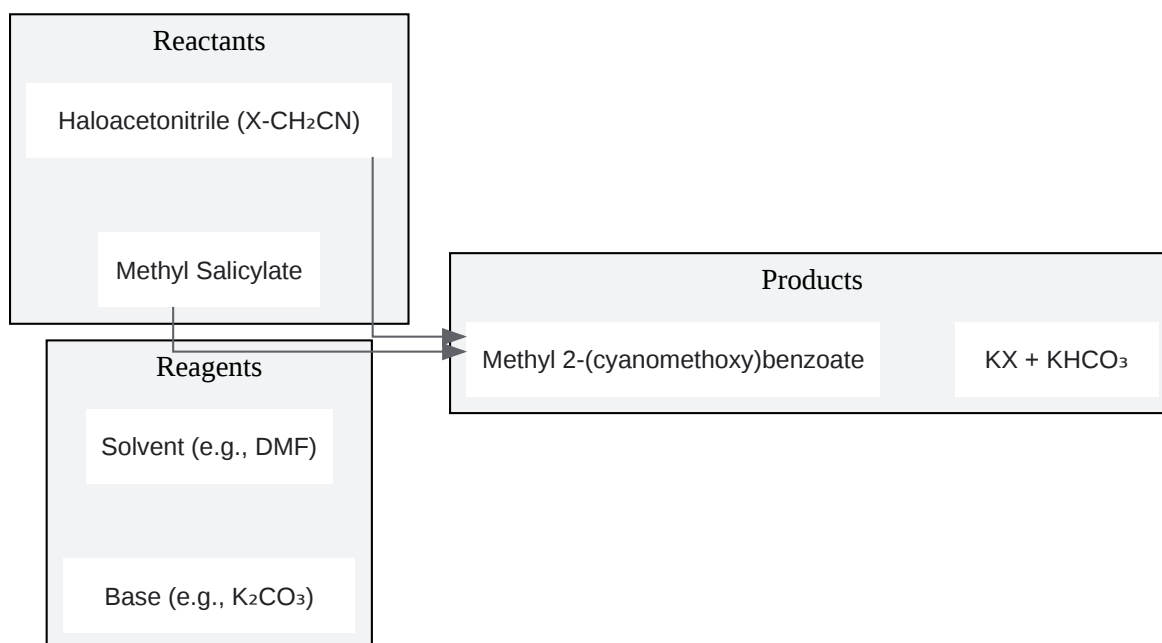 Reactants
Haloacetonitrile (X-CH₂CN)
Methyl Salicylate
Reagents
Solvent (e.g., DMF)
Base (e.g., K₂CO₃)
Products
Methyl 2-(cyanomethoxy)benzoate
KX + KHCO₃